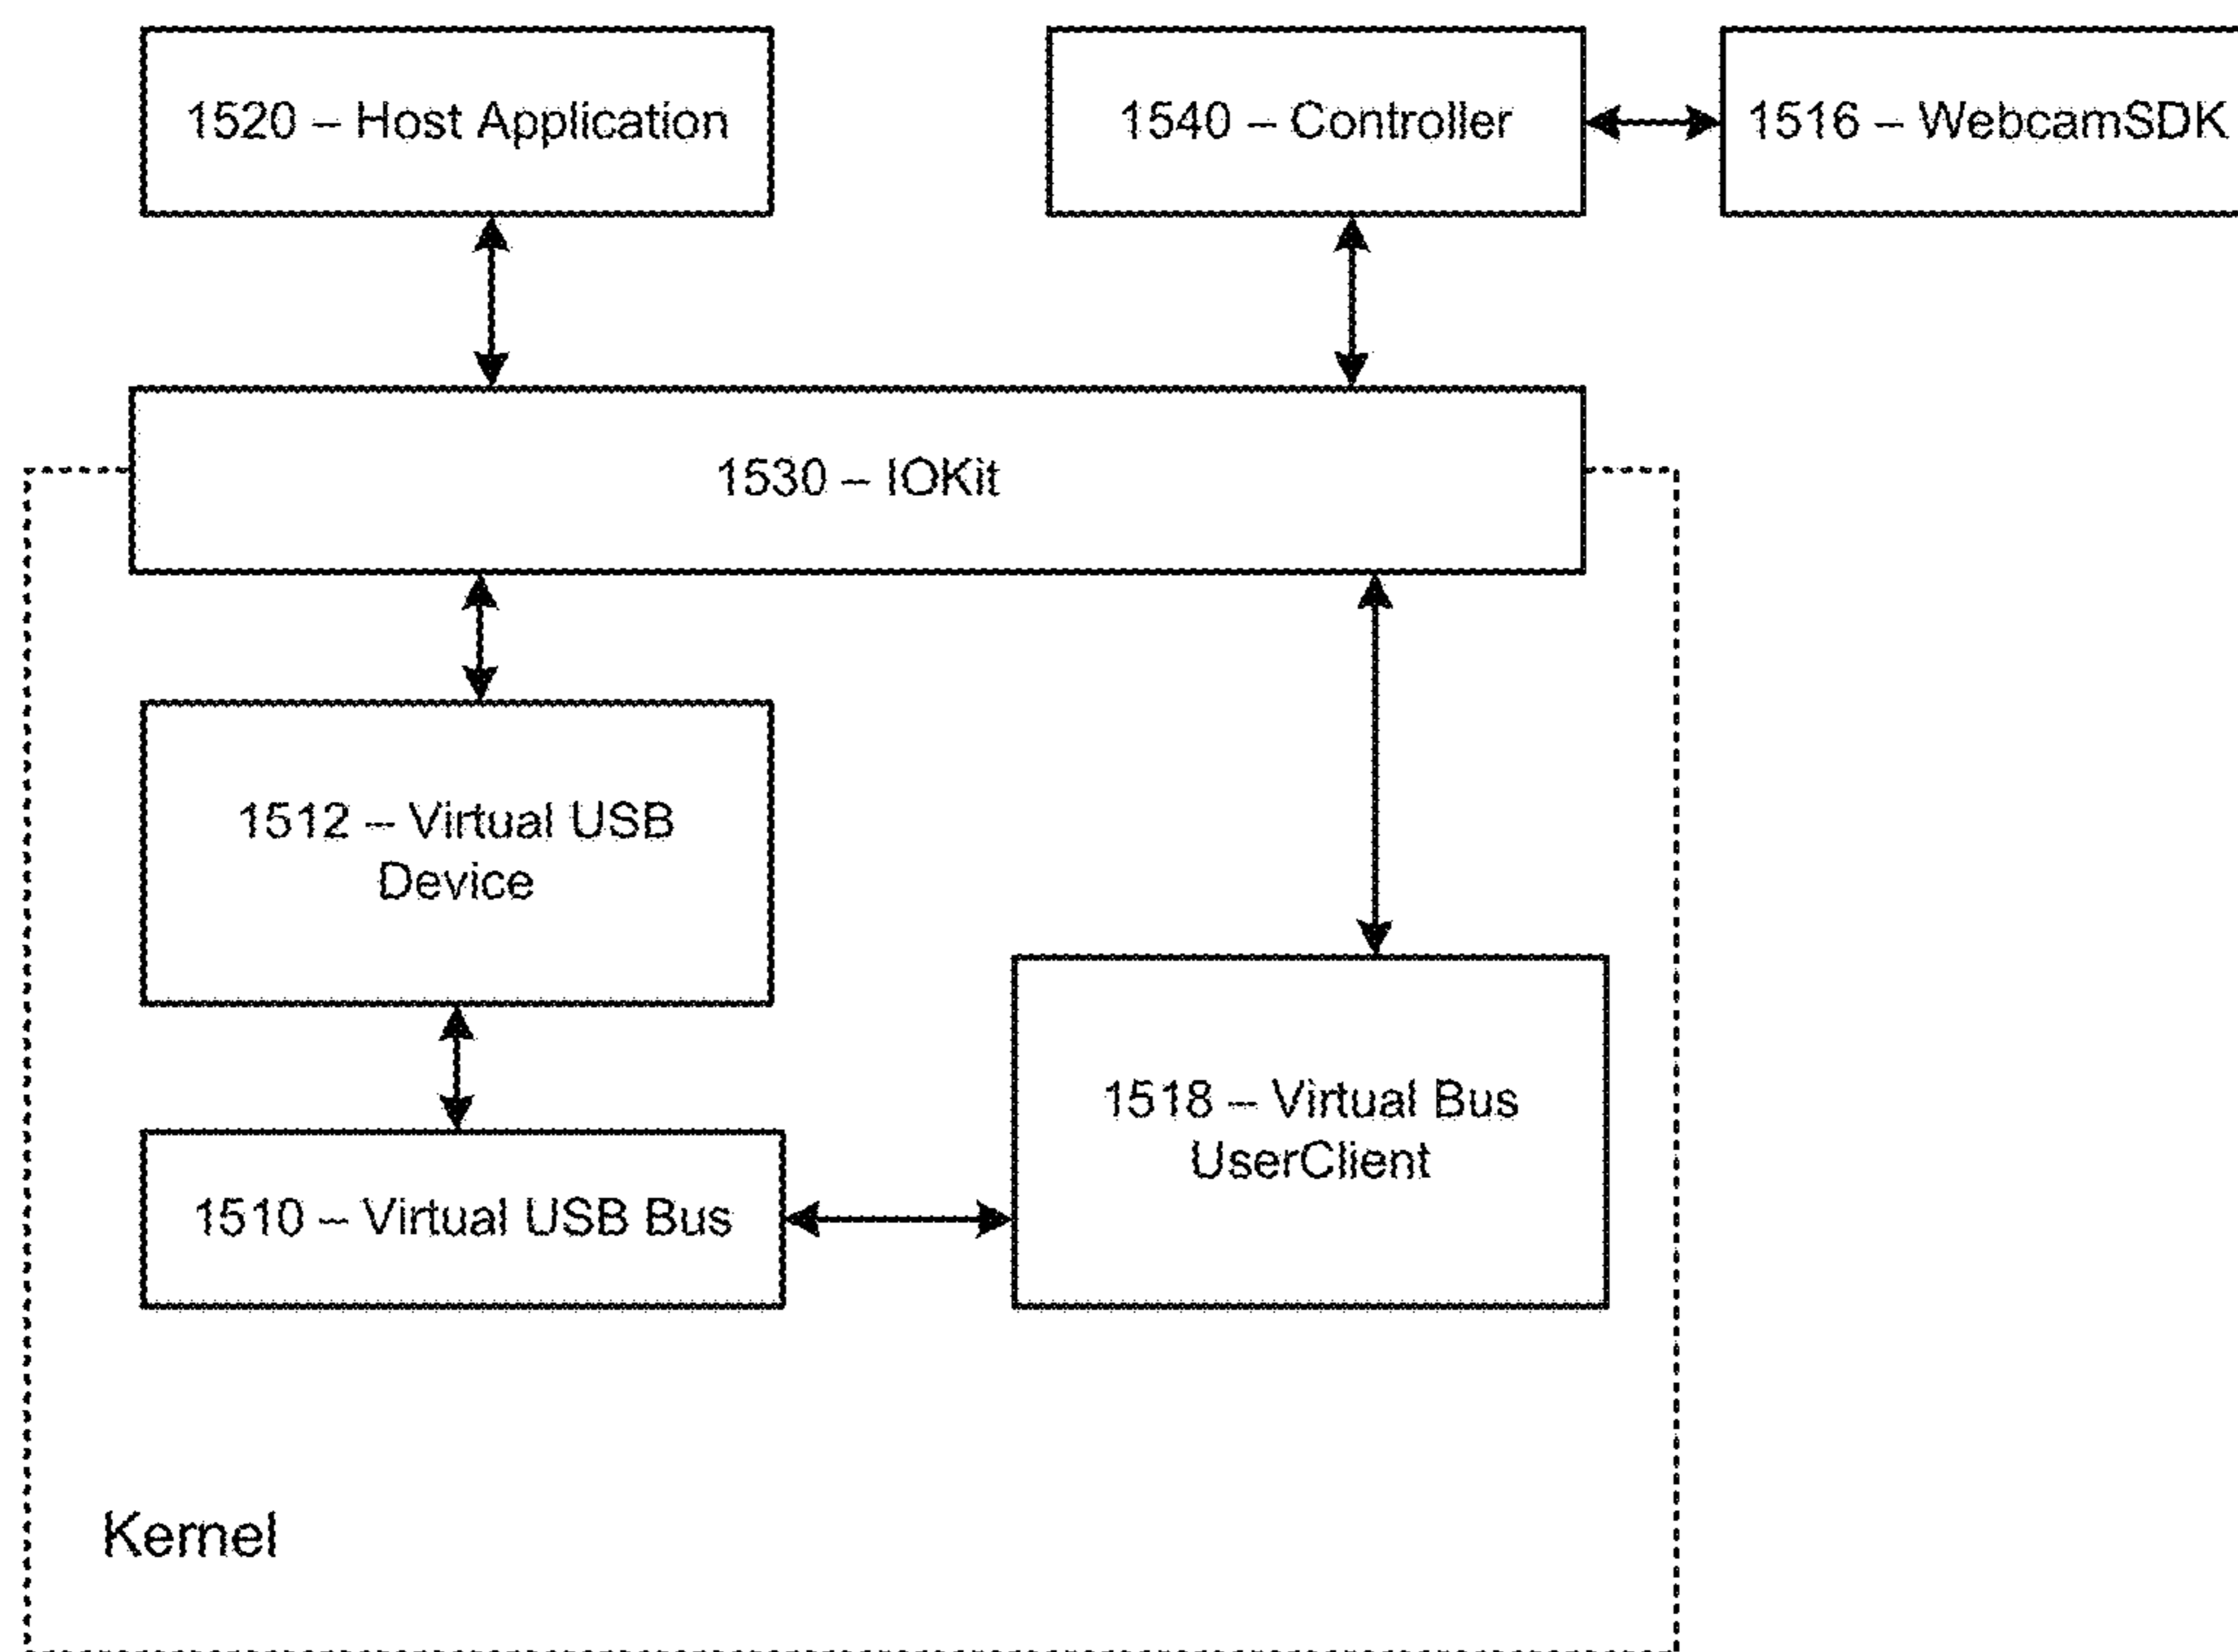 1520 – Host Application
1540 – Controller
1516 – WebcamSDK
1530 – IOKit
1512 – Virtual USB
Device
1518 – Virtual Bus
UserClient
1510 – Virtual USB Bus
Kernel